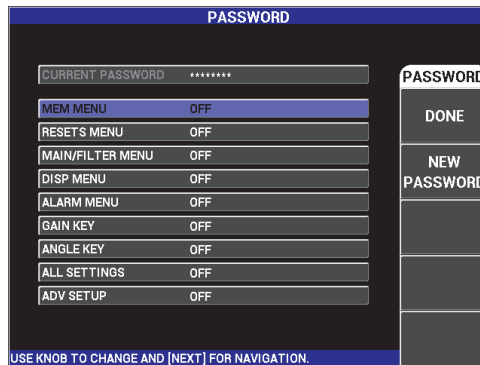 PASSWORD
CURRENT PASSWORD ********
MEM MENU OFF
RESETS MENU OFF
MAIN/FILTER MENU OFF
DISP MENU OFF
ALARM MENU OFF
GAIN KEY OFF
ANGLE KEY OFF
ALL SETTINGS OFF
ADV SETUP OFF
PASSWORD
DONE
NEW
PASSWORD
USE KNOB TO CHANGE AND [NEXT] FOR NAVIGATION.